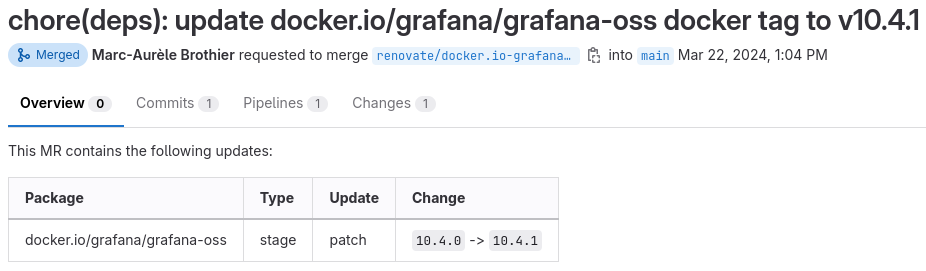 chore(deps): update docker.io/grafana/grafana-oss docker tag to v10.4.1
Merged Marc-Aurèle Brothier requested to merge renovate/docker.io-grafana… into main Mar 22, 2024, 1:04 PM
Overview 0 Commits 1 Pipelines 1 Changes 1
This MR contains the following updates:
Package Type Update Change
docker.io/grafana/grafana-oss stage patch 10.4.0 -> 10.4.1